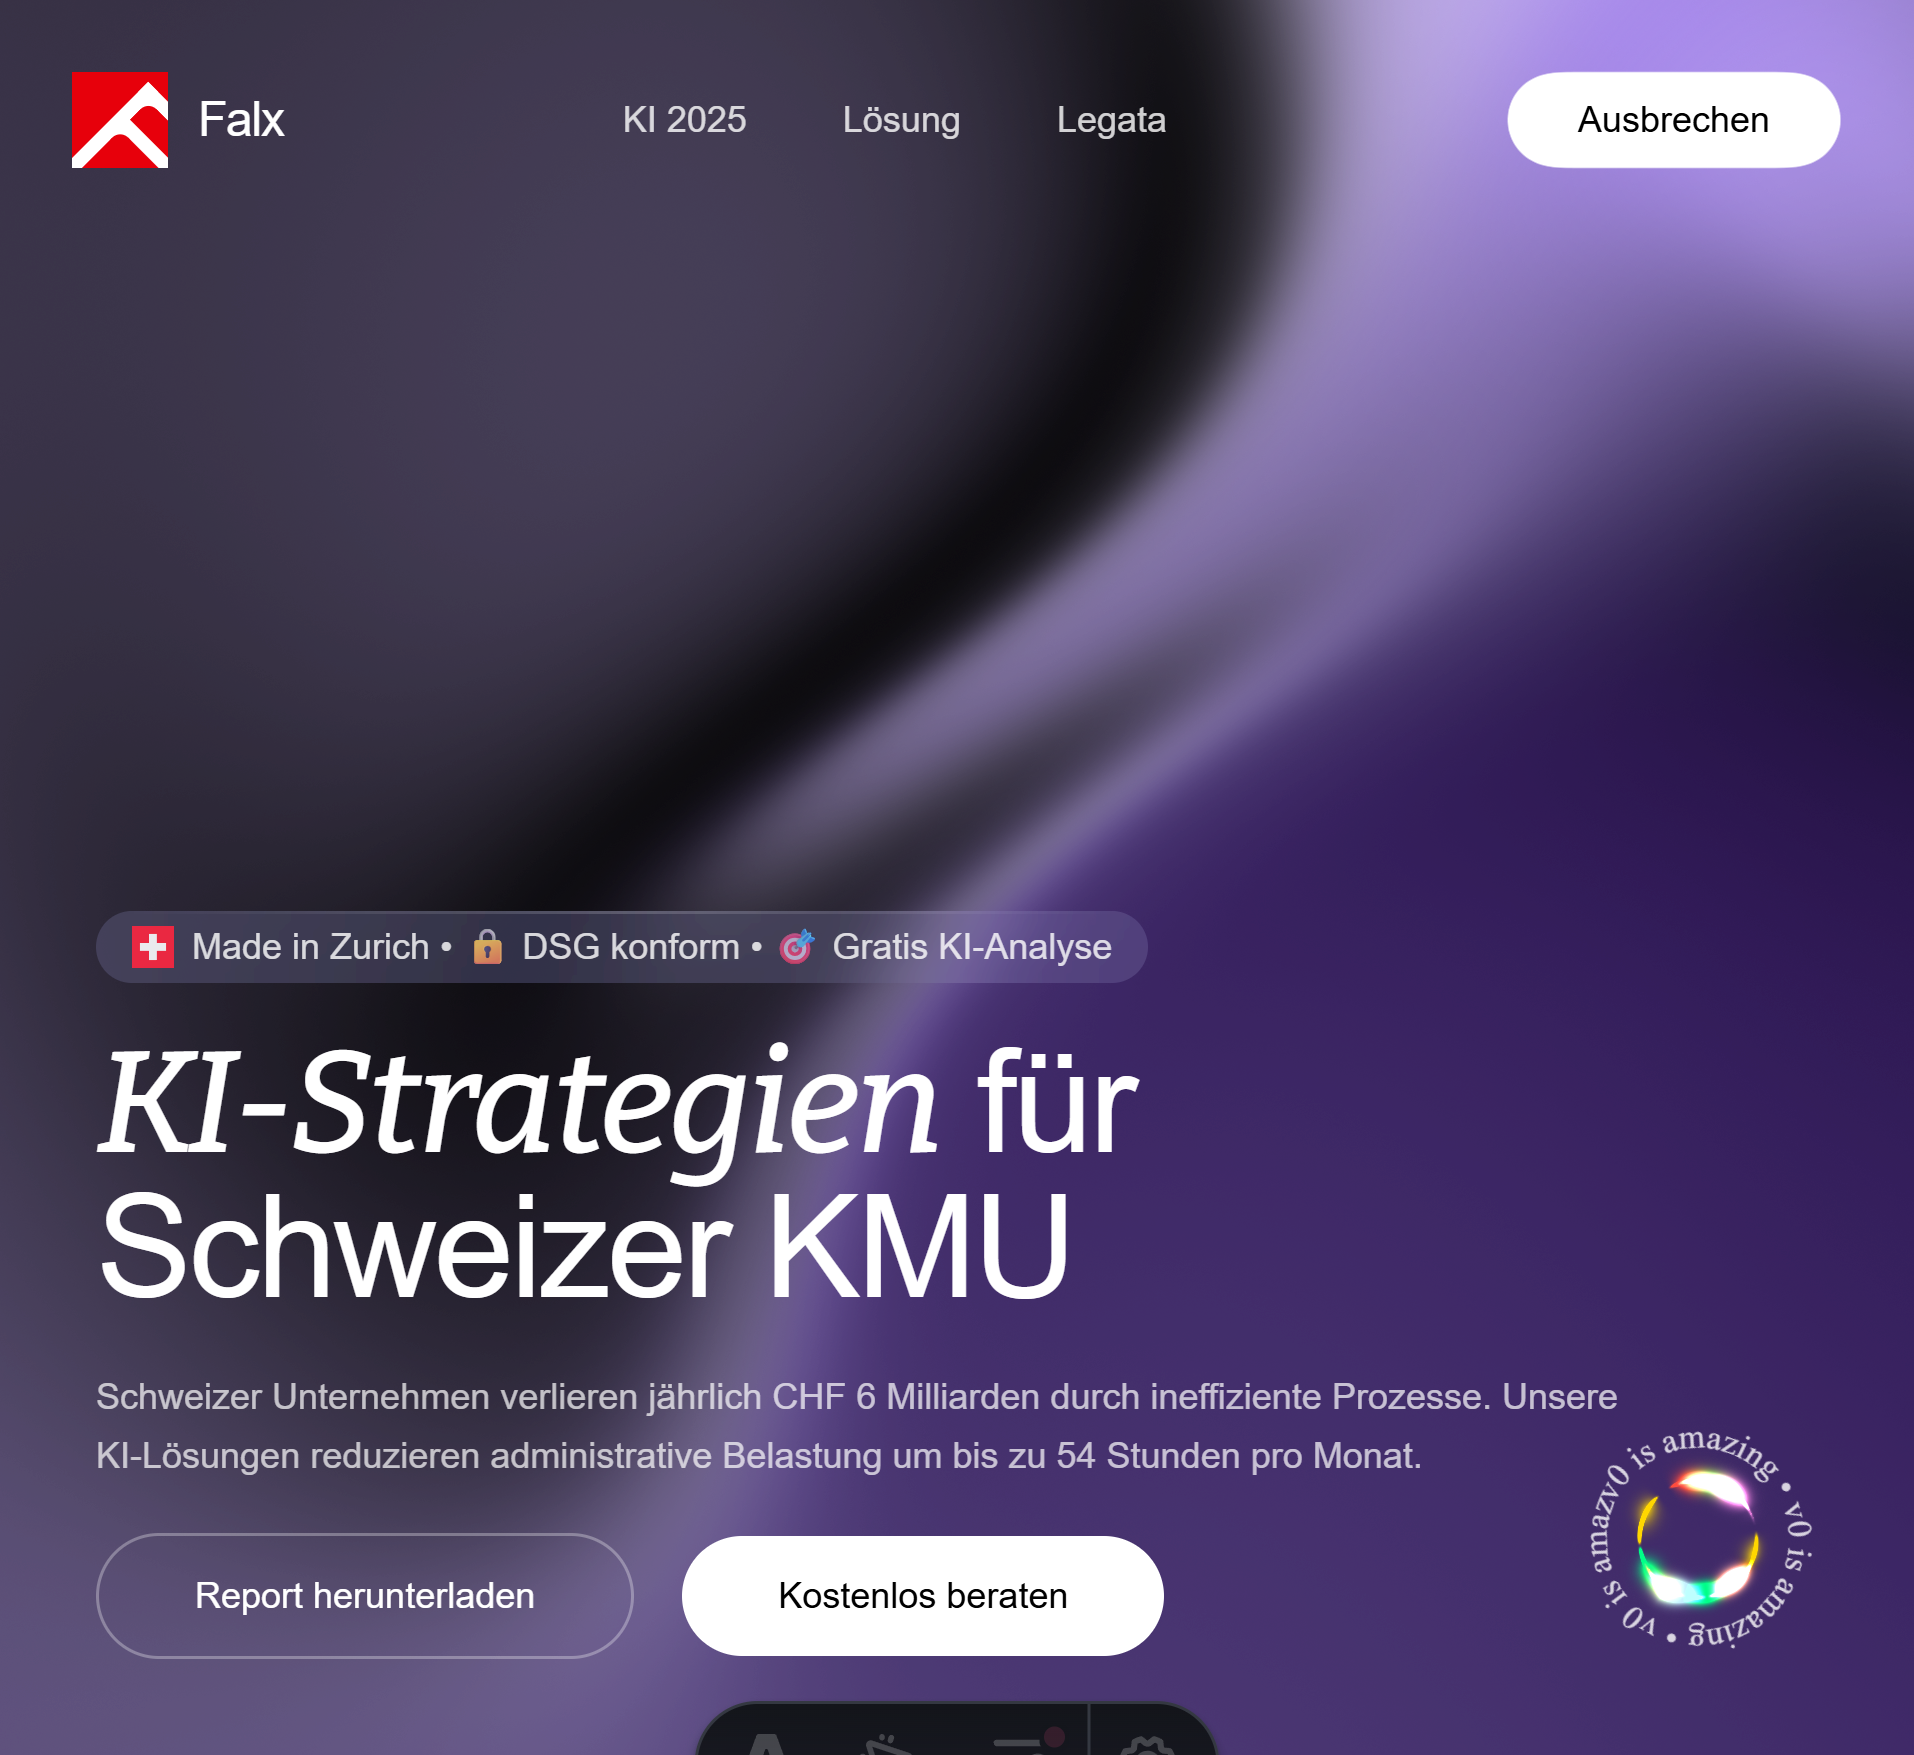 Falx
KI 2025
Lösung
Legata
Ausbrechen
Made in Zurich • DSG konform • Gratis KI-Analyse
KI-Strategien für
Schweizer KMU
Schweizer Unternehmen verlieren jährlich CHF 6 Milliarden durch ineffiziente Prozesse. Unsere
KI-Lösungen reduzieren administrative Belastung um bis zu 54 Stunden pro Monat.
v0 is amazing • v0 is amazing • v0 is amaz
Report herunterladen
Kostenlos beraten